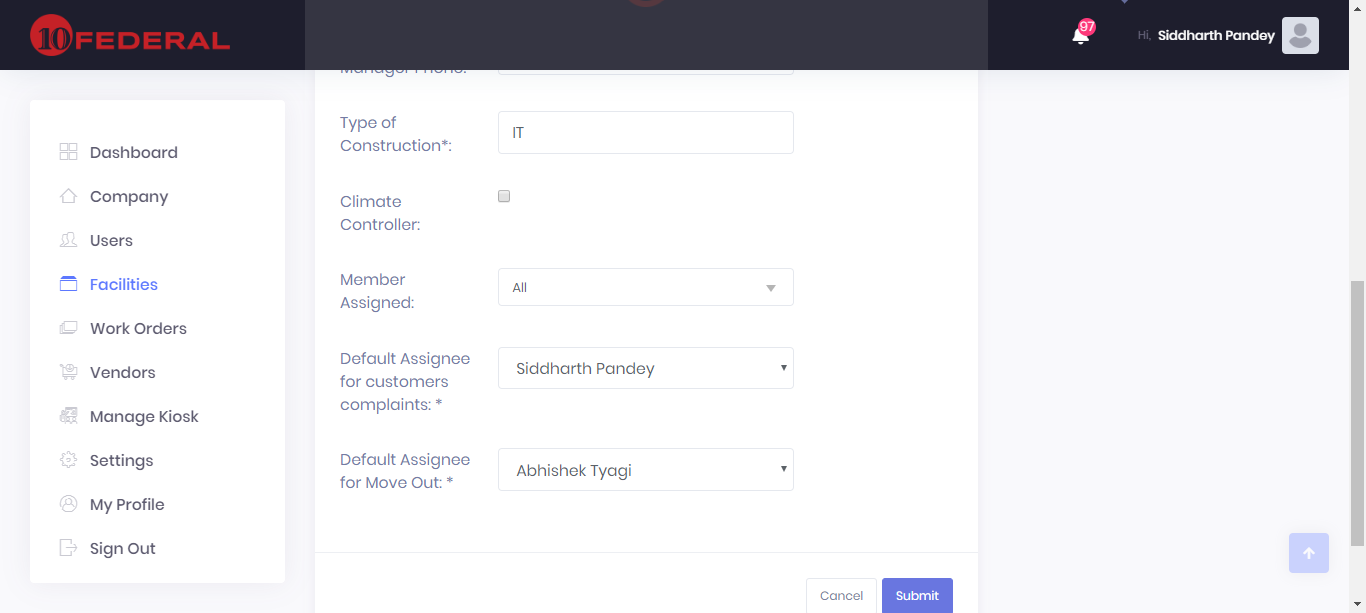 10 FEDERAL
97
Hi, Siddharth Pandey
Dashboard
Company
Users
Facilities
Work Orders
Vendors
Manage Kiosk
Settings
My Profile
Sign Out
Manager Phone:
Type of
Construction*:
IT
Climate
Controller:
Member
Assigned:
All
Default Assignee
for customers
complaints: *
Siddharth Pandey
Default Assignee
for Move Out: *
Abhishek Tyagi
Cancel
Submit